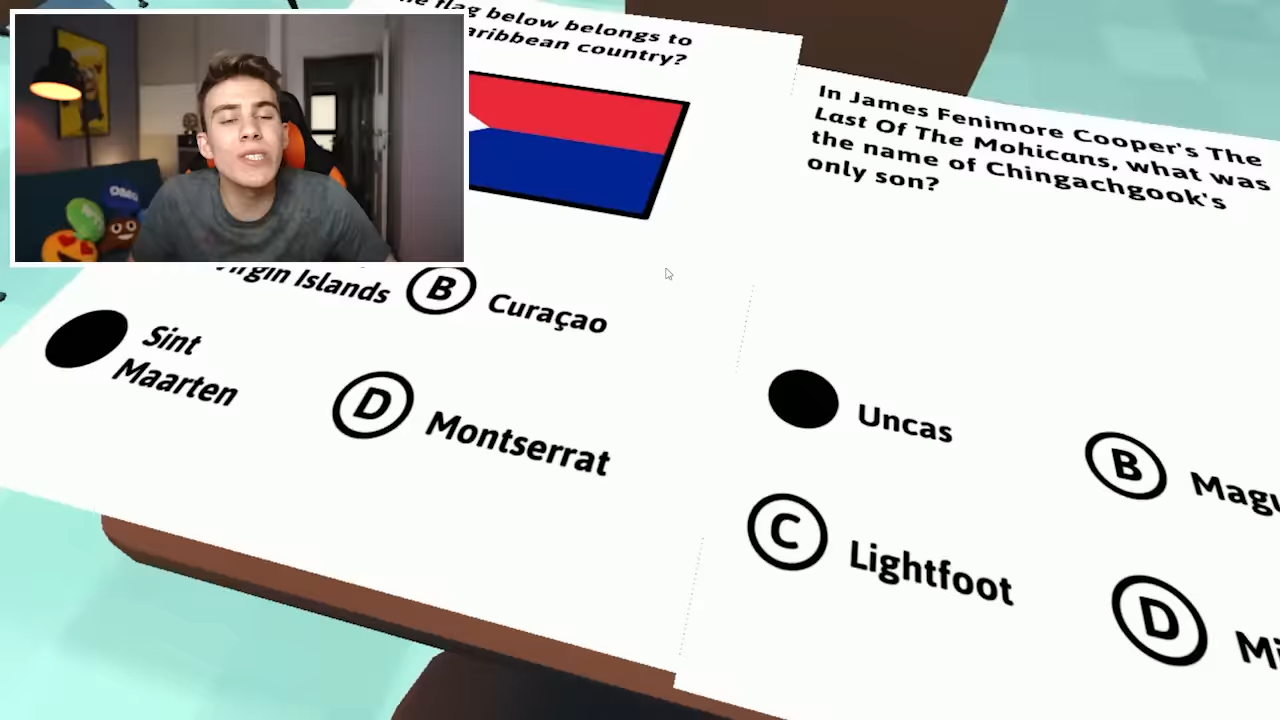 flag below belongs to
country?
Islands
B Curaçao
Sint
Maarten
D Montserrat
In James Fenimore Cooper's The
Last Of The Mohicans, what was
the name of Chingachgook's
only son?
Uncas
B
C Lightfoot
D
OMG